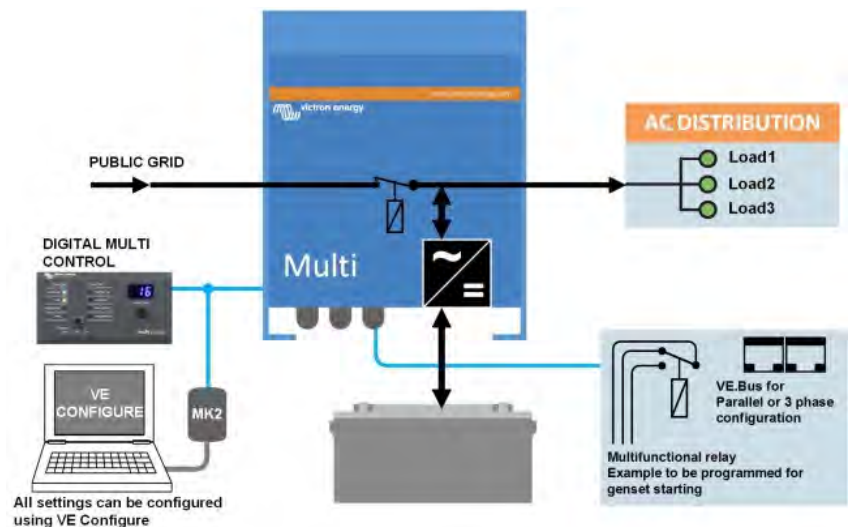 victron energy
AC DISTRIBUTION
PUBLIC GRID
Load1
Load2
Load3
DIGITAL MULTI
CONTROL
16
Multi
~
=
VE
CONFIGURE
MK2
VE.Bus for
Parallel or 3 phase
configuration
Multifunctional relay
Example to be programmed for
genset starting
All settings can be configured
using VE Configure